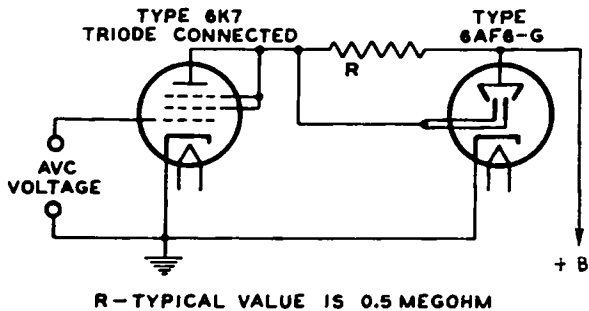 TYPE 6K7
TRIODE CONNECTED
TYPE
6AF6-G
R
AVC
VOLTAGE
+ B
R-TYPICAL VALUE IS 0.5 MEGOHM